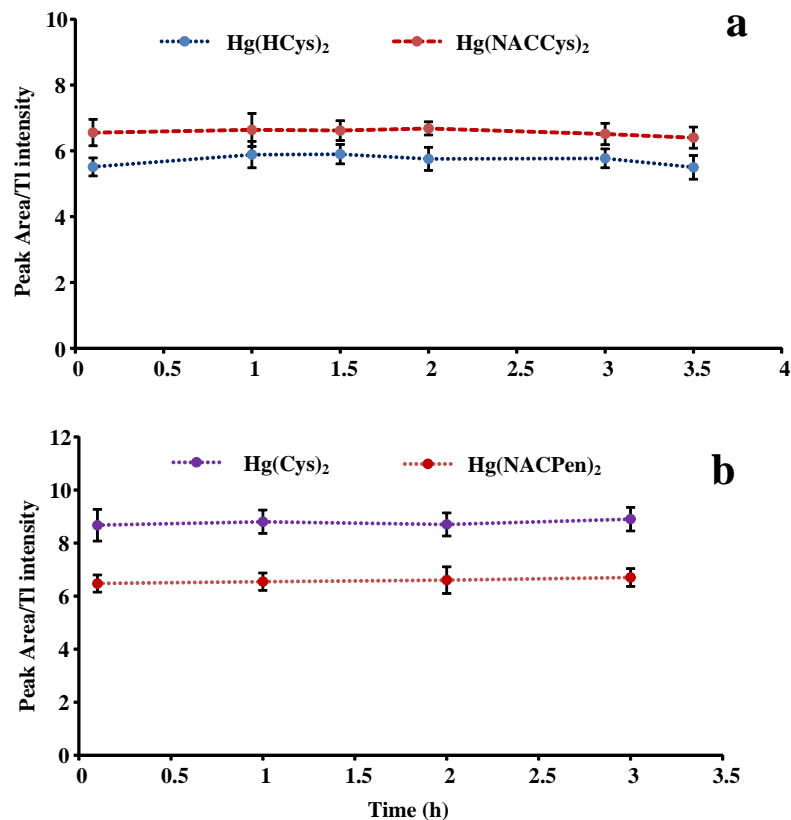 a
Hg(HCys)₂ Hg(NACCys)₂
Peak Area/Tl intensity
10
8
6
4
2
0
0 0.5 1 1.5 2 2.5 3 3.5 4
b
Hg(Cys)₂ Hg(NACPen)₂
Peak Area/Tl intensity
12
10
8
6
4
2
0
0 0.5 1 1.5 2 2.5 3 3.5
Time (h)